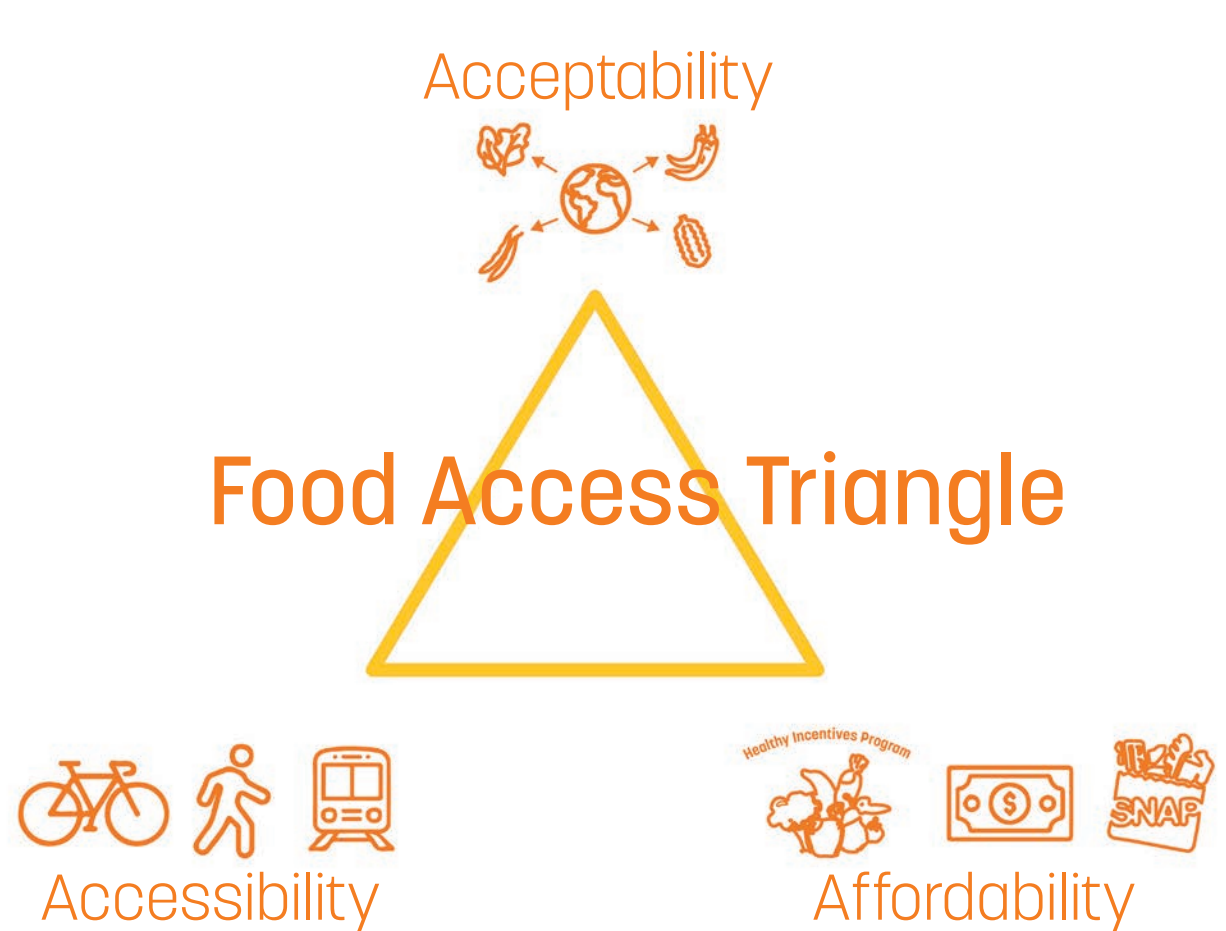 Acceptability
Food Access Triangle
Healthy Incentives Program
SNAP
Accessibility
Affordability